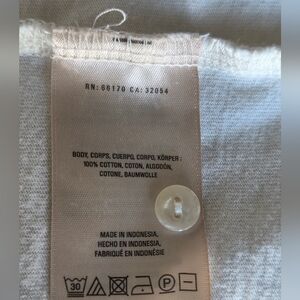 RN: 66170 CA: 32054
BODY, CORPS, CUERPO, CORPO, KÖRPER :
100% COTTON, COTON, ALGODÓN,
COTONE, BAUMWOLLE
MADE IN INDONESIA,
HECHO EN INDONESIA,
FABRIQUÉ EN INDONÉSIE
30 P